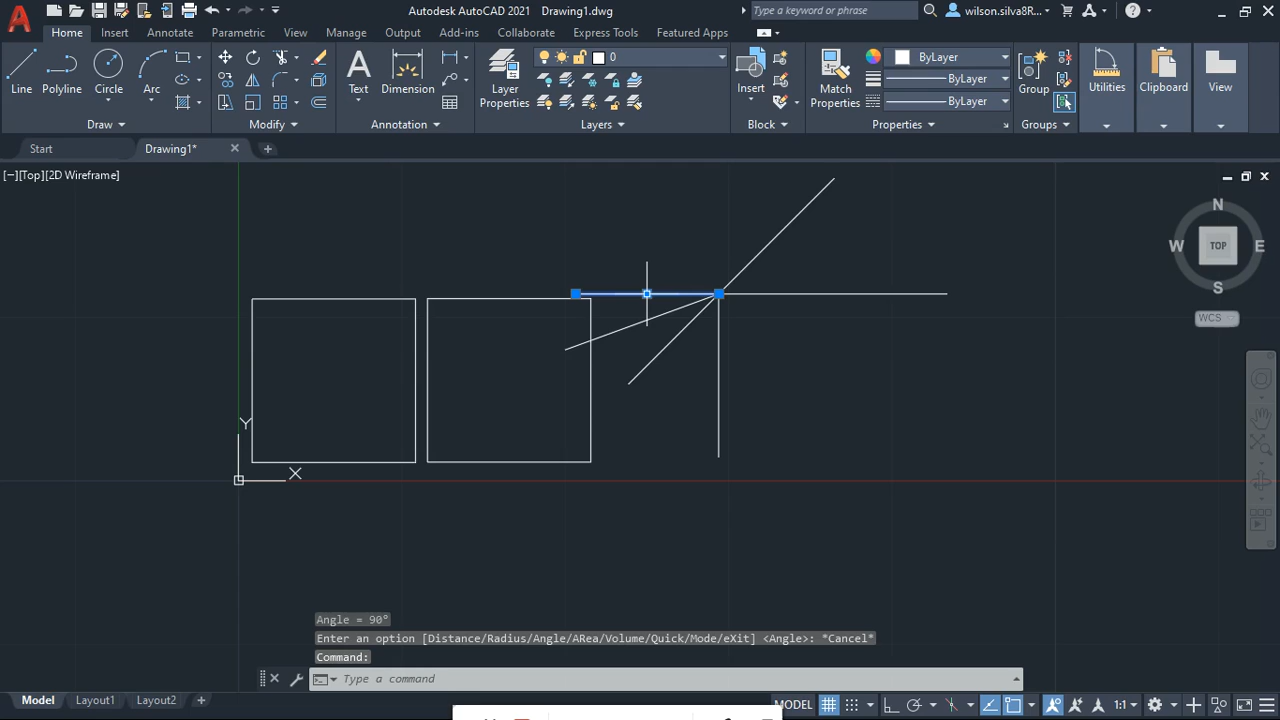 Autodesk AutoCAD 2021 Drawing1.dwg
Type a keyword or phrase
wilson.silva8R...
Home Insert Annotate Parametric View Manage Output Add-ins Collaborate Express Tools Featured Apps
Line Polyline Circle Arc
Draw
Modify
Text Dimension
Annotation
Layer
Properties
0
Layers
Insert
Block
Match
Properties
ByLayer
ByLayer
ByLayer
Properties
Group
Groups
Utilities
Clipboard
View
Start
Drawing1*
[−][Top][2D Wireframe]
N
W TOP E
S
WCS
Y
X
Angle = 90°
Enter an option [Distance/Radius/Angle/ARea/Volume/Quick/Mode/eXit] <Angle>: *Cancel*
Command:
Type a command
Model Layout1 Layout2
MODEL
1:1